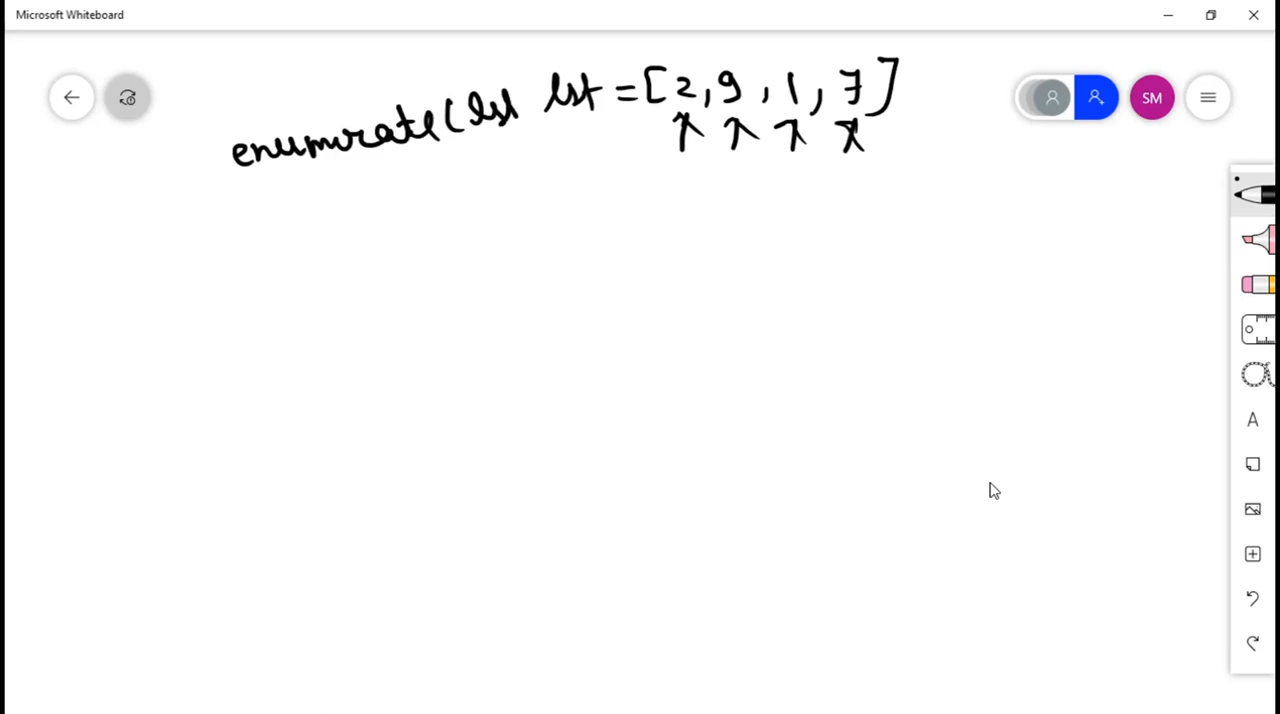 Microsoft Whiteboard
enumrate(lst lst = [2, 9, 1, 7]
SM
A